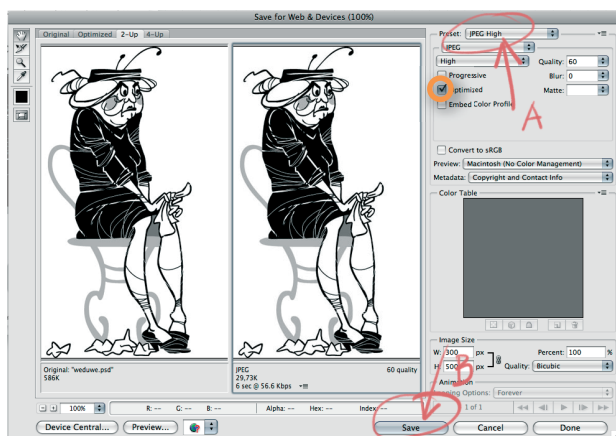 Save for Web & Devices (100%)
Original Optimized 2-Up 4-Up
Preset: JPEG High
JPEG
High Quality: 60
Progressive Blur: 0
Optimized Matte:
Embed Color Profile
A
Convert to sRGB
Preview: Macintosh (No Color Management)
Metadata: Copyright and Contact Info
Color Table
Original: "weduwe.psd"
586K
JPEG 60 quality
29,73K
6 sec @ 56.6 Kbps
Image Size
W: 300 px Percent: 100 %
H: 500 px Quality: Bicubic
B
Animation
Looping Options: Forever
100% R: -- G: -- B: -- Alpha: -- Hex: -- Index: -- 1 of 1
Device Central... Preview... Save Cancel Done